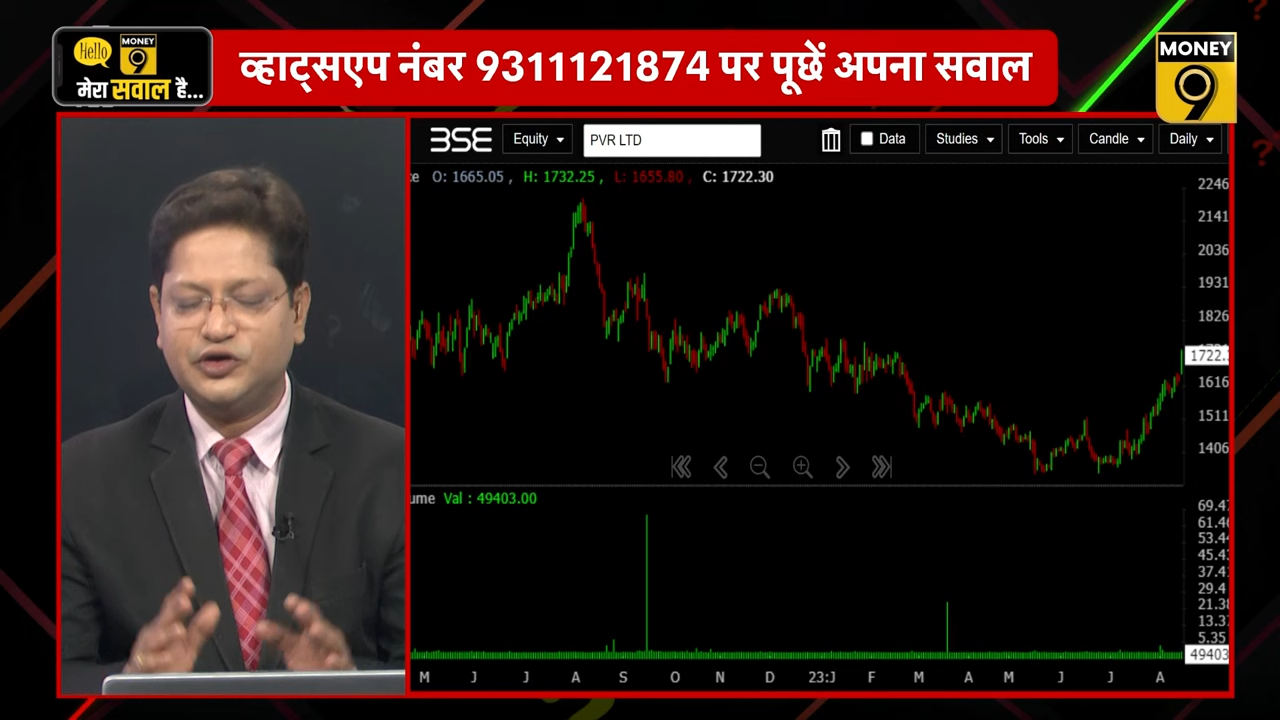 Hello
MONEY
9
मेरा सवाल है...
व्हाट्सएप नंबर 9311121874 पर पूछें अपना सवाल
MONEY
9
BSE Equity PVR LTD Data Studies Tools Candle Daily
O: 1665.05 , H: 1732.25 , L: 1655.80 , C: 1722.30
2246
2141
2036
1931
1826
1722.
1616
1511
1406
Val : 49403.00
69.47
61.46
53.44
45.43
37.41
29.4
21.38
13.37
5.35
49403
M J J A S O N D 23:J F M A M J J A